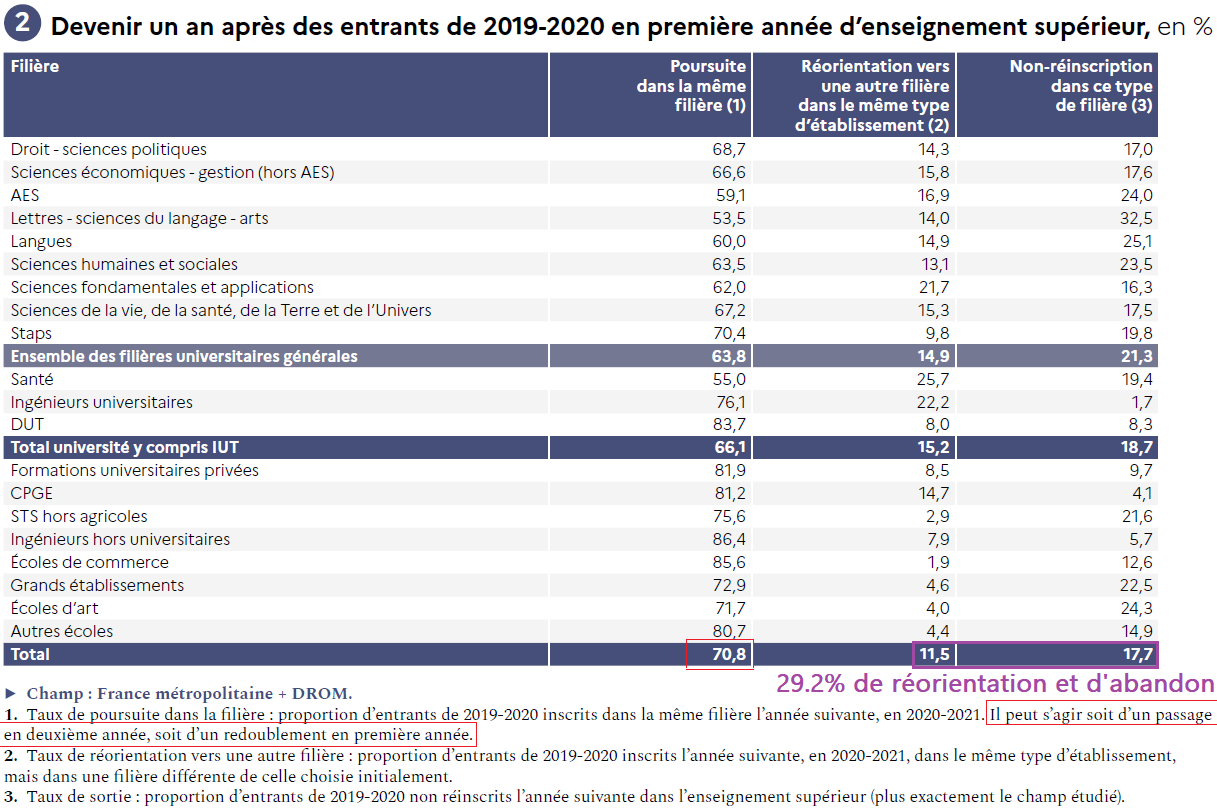 2 Devenir un an après des entrants de 2019-2020 en première année d’enseignement supérieur, en %
Filière Poursuite dans la même filière (1) Réorientation vers une autre filière dans le même type d’établissement (2) Non-réinscription dans ce type de filière (3)
Droit - sciences politiques 68,7 14,3 17,0
Sciences économiques - gestion (hors AES) 66,6 15,8 17,6
AES 59,1 16,9 24,0
Lettres - sciences du langage - arts 53,5 14,0 32,5
Langues 60,0 14,9 25,1
Sciences humaines et sociales 63,5 13,1 23,5
Sciences fondamentales et applications 62,0 21,7 16,3
Sciences de la vie, de la santé, de la Terre et de l’Univers 67,2 15,3 17,5
Staps 70,4 9,8 19,8
Ensemble des filières universitaires générales 63,8 14,9 21,3
Santé 55,0 25,7 19,4
Ingénieurs universitaires 76,1 22,2 1,7
DUT 83,7 8,0 8,3
Total université y compris IUT 66,1 15,2 18,7
Formations universitaires privées 81,9 8,5 9,7
CPGE 81,2 14,7 4,1
STS hors agricoles 75,6 2,9 21,6
Ingénieurs hors universitaires 86,4 7,9 5,7
Écoles de commerce 85,6 1,9 12,6
Grands établissements 72,9 4,6 22,5
Écoles d’art 71,7 4,0 24,3
Autres écoles 80,7 4,4 14,9
Total 70,8 11,5 17,7
29.2% de réorientation et d'abandon
► Champ : France métropolitaine + DROM.
1. Taux de poursuite dans la filière : proportion d’entrants de 2019-2020 inscrits dans la même filière l’année suivante, en 2020-2021. Il peut s’agir soit d’un passage
en deuxième année, soit d’un redoublement en première année.
2. Taux de réorientation vers une autre filière : proportion d’entrants de 2019-2020 inscrits l’année suivante, en 2020-2021, dans le même type d’établissement,
mais dans une filière différente de celle choisie initialement.
3. Taux de sortie : proportion d’entrants de 2019-2020 non réinscrits l’année suivante dans l’enseignement supérieur (plus exactement le champ étudié).